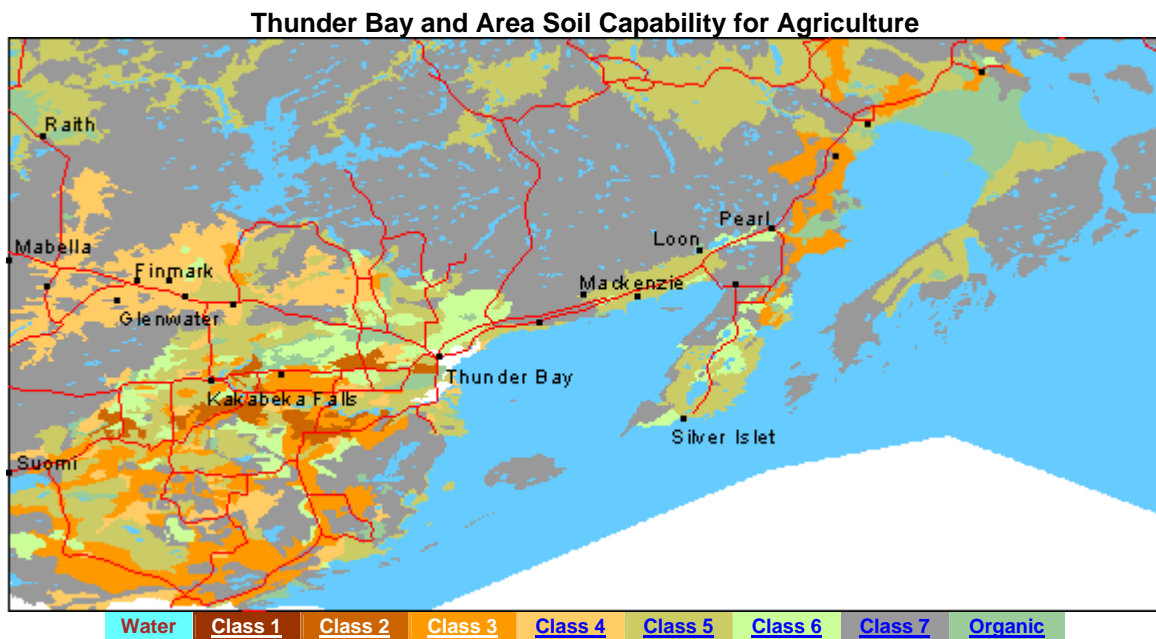 Thunder Bay and Area Soil Capability for Agriculture
Raith
Pearl
Loon
Mabella
Finmark
Mackenzie
Glenwater
Thunder Bay
Kakabeka Falls
Silver Islet
Suomi
Water Class 1 Class 2 Class 3 Class 4 Class 5 Class 6 Class 7 Organic